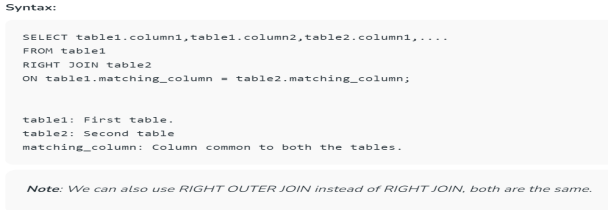 Syntax:
SELECT table1.column1,table1.column2,table2.column1,....
FROM table1
RIGHT JOIN table2
ON table1.matching_column = table2.matching_column;
table1: First table.
table2: Second table
matching_column: Column common to both the tables.
Note: We can also use RIGHT OUTER JOIN instead of RIGHT JOIN, both are the same.